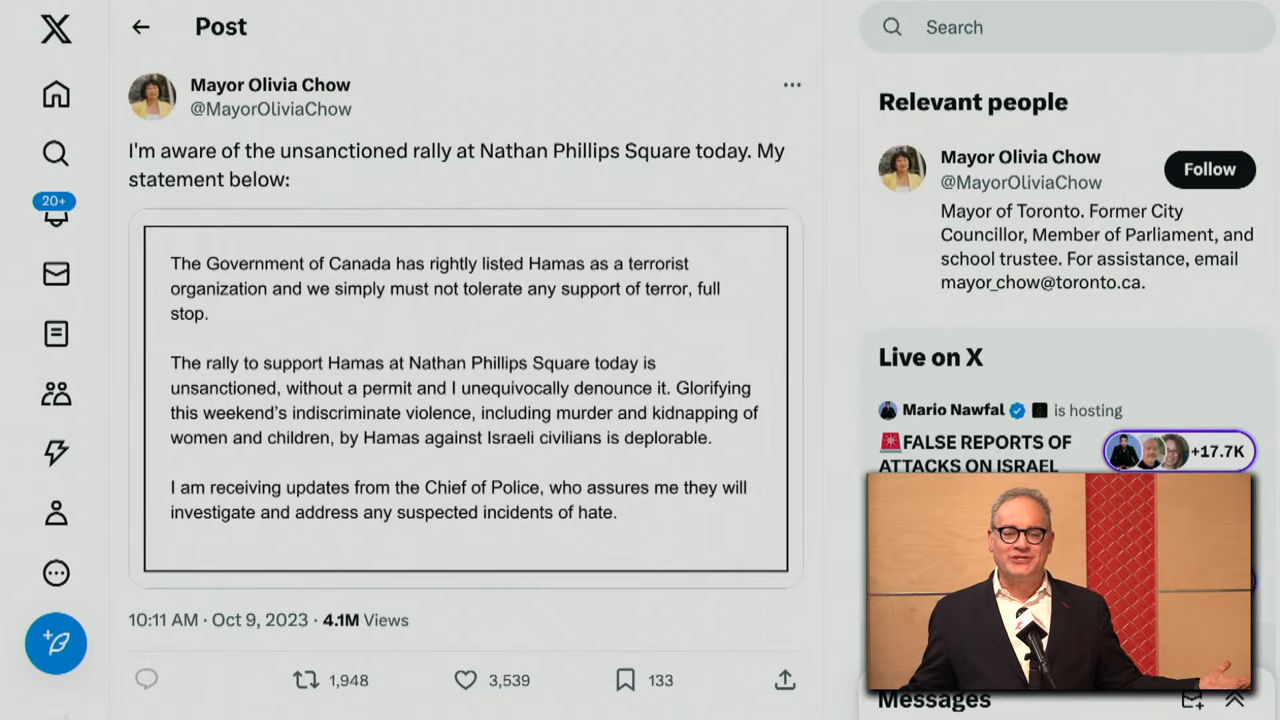 Post
Search
Mayor Olivia Chow
@MayorOliviaChow
I'm aware of the unsanctioned rally at Nathan Phillips Square today. My
statement below:
20+
The Government of Canada has rightly listed Hamas as a terrorist
organization and we simply must not tolerate any support of terror, full
stop.
The rally to support Hamas at Nathan Phillips Square today is
unsanctioned, without a permit and I unequivocally denounce it. Glorifying
this weekend's indiscriminate violence, including murder and kidnapping of
women and children, by Hamas against Israeli civilians is deplorable.
I am receiving updates from the Chief of Police, who assures me they will
investigate and address any suspected incidents of hate.
10:11 AM · Oct 9, 2023 · 4.1M Views
1,948
3,539
133
Relevant people
Mayor Olivia Chow
@MayorOliviaChow
Follow
Mayor of Toronto. Former City
Councillor, Member of Parliament, and
school trustee. For assistance, email
mayor_chow@toronto.ca.
Live on X
Mario Nawfal is hosting
FALSE REPORTS OF
ATTACKS ON ISRAEL
+17.7K
Messages